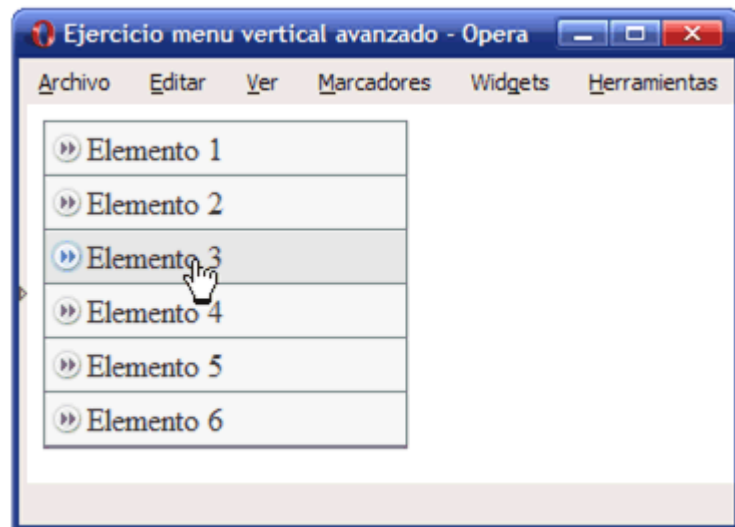 Ejercicio menu vertical avanzado - Opera
Archivo Editar Ver Marcadores Widgets Herramientas
Elemento 1
Elemento 2
Elemento 3
Elemento 4
Elemento 5
Elemento 6